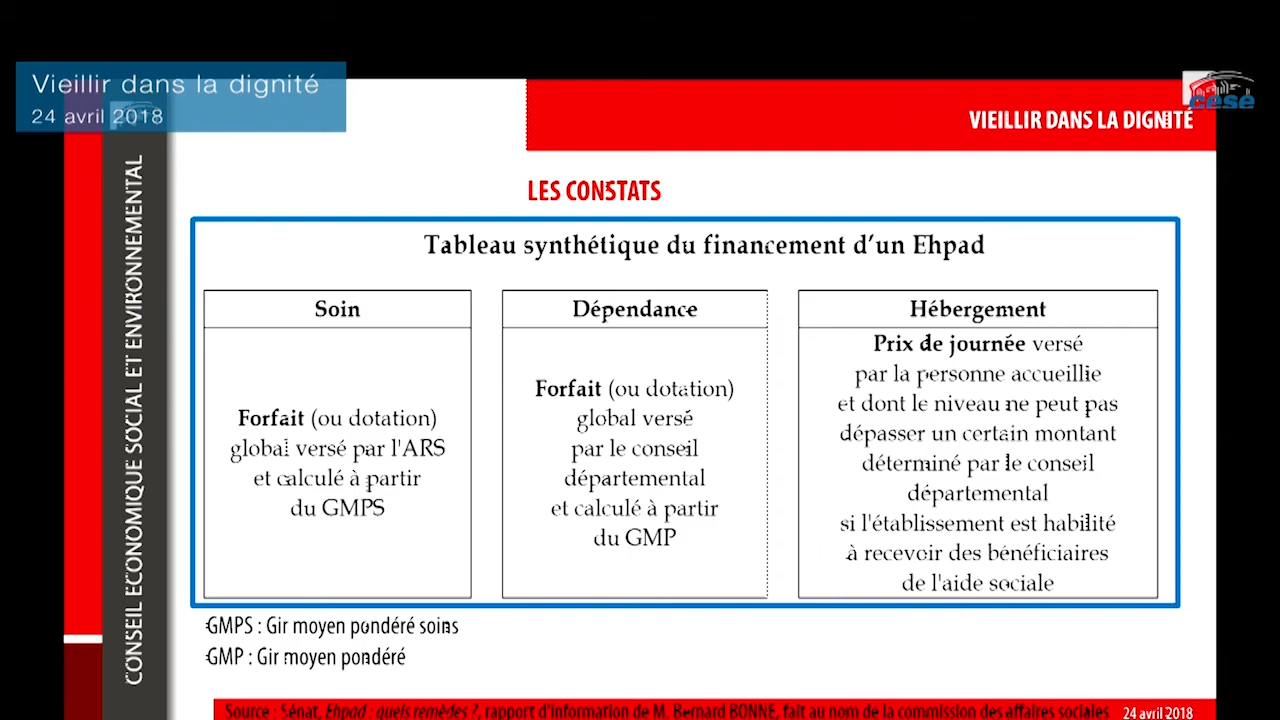 Vieillir dans la dignité
24 avril 2018
cese
VIEILLIR DANS LA DIGNITÉ
CONSEIL ECONOMIQUE SOCIAL ET ENVIRONNEMENTAL
LES CONSTATS
Tableau synthétique du financement d'un Ehpad
Soin
Forfait (ou dotation)
global versé par l'ARS
et calculé à partir
du GMPS
Dépendance
Forfait (ou dotation)
global versé
par le conseil
départemental
et calculé à partir
du GMP
Hébergement
Prix de journée versé
par la personne accueillie
et dont le niveau ne peut pas
dépasser un certain montant
déterminé par le conseil
départemental
si l'établissement est habilité
à recevoir des bénéficiaires
de l'aide sociale
GMPS : Gir moyen pondéré soins
GMP : Gir moyen pondéré
Source : Sénat, Ehpad : quels remèdes ?, rapport d'information de M. Bernard BONNE, fait au nom de la commission des affaires sociales
24 avril 2018